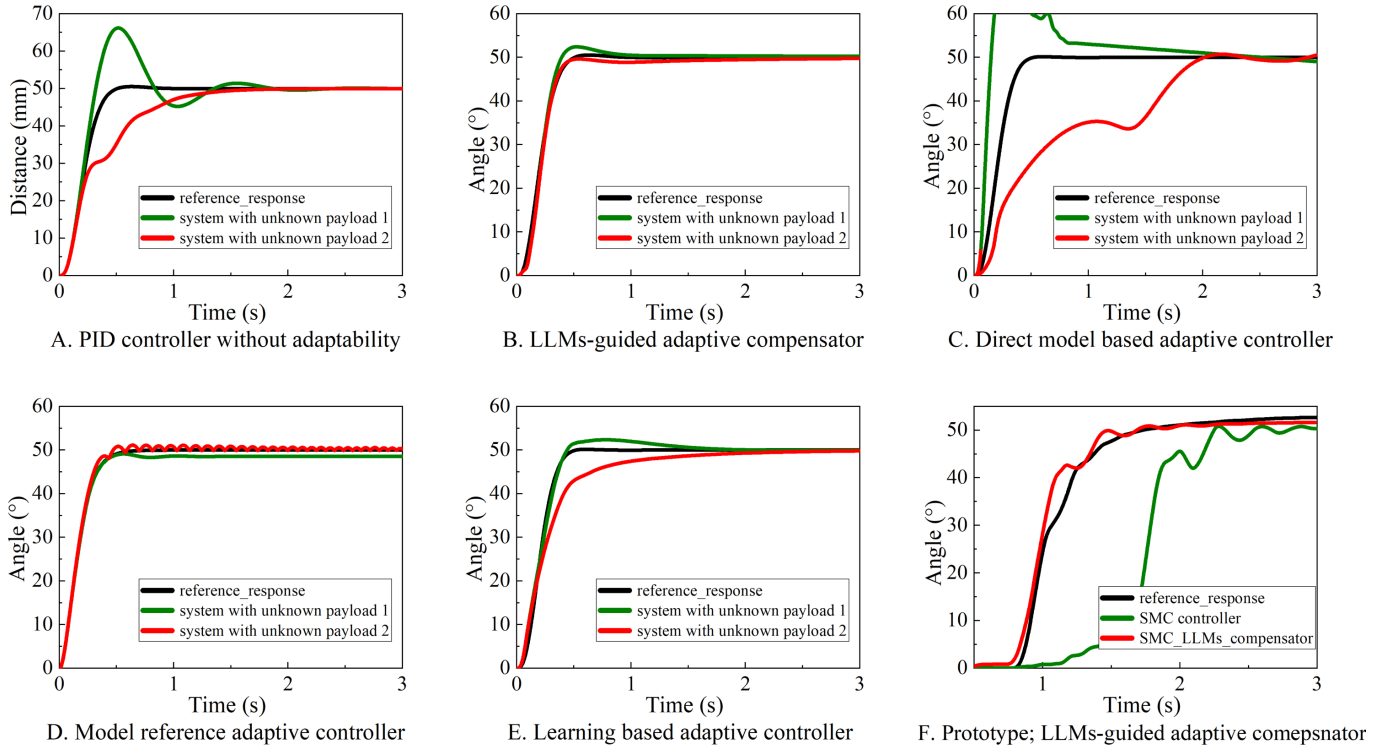 70
60
50
40
30
20
10
0
Distance (mm)
reference_response
system with unknown payload 1
system with unknown payload 2
0 1 2 3
Time (s)
A. PID controller without adaptability
60
50
40
30
20
10
0
Angle (°)
reference_response
system with unknown payload 1
system with unknown payload 2
0 1 2 3
Time (s)
B. LLMs-guided adaptive compensator
60
50
40
30
20
10
0
Angle (°)
reference_response
system with unknown payload 1
system with unknown payload 2
0 1 2 3
Time (s)
C. Direct model based adaptive controller
60
50
40
30
20
10
0
Angle (°)
reference_response
system with unknown payload 1
system with unknown payload 2
0 1 2 3
Time (s)
D. Model reference adaptive controller
60
50
40
30
20
10
0
Angle (°)
reference_response
system with unknown payload 1
system with unknown payload 2
0 1 2 3
Time (s)
E. Learning based adaptive controller
50
40
30
20
10
0
Angle (°)
reference_response
SMC controller
SMC_LLMs_compensator
1 2 3
Time (s)
F. Prototype; LLMs-guided adaptive comepsnator